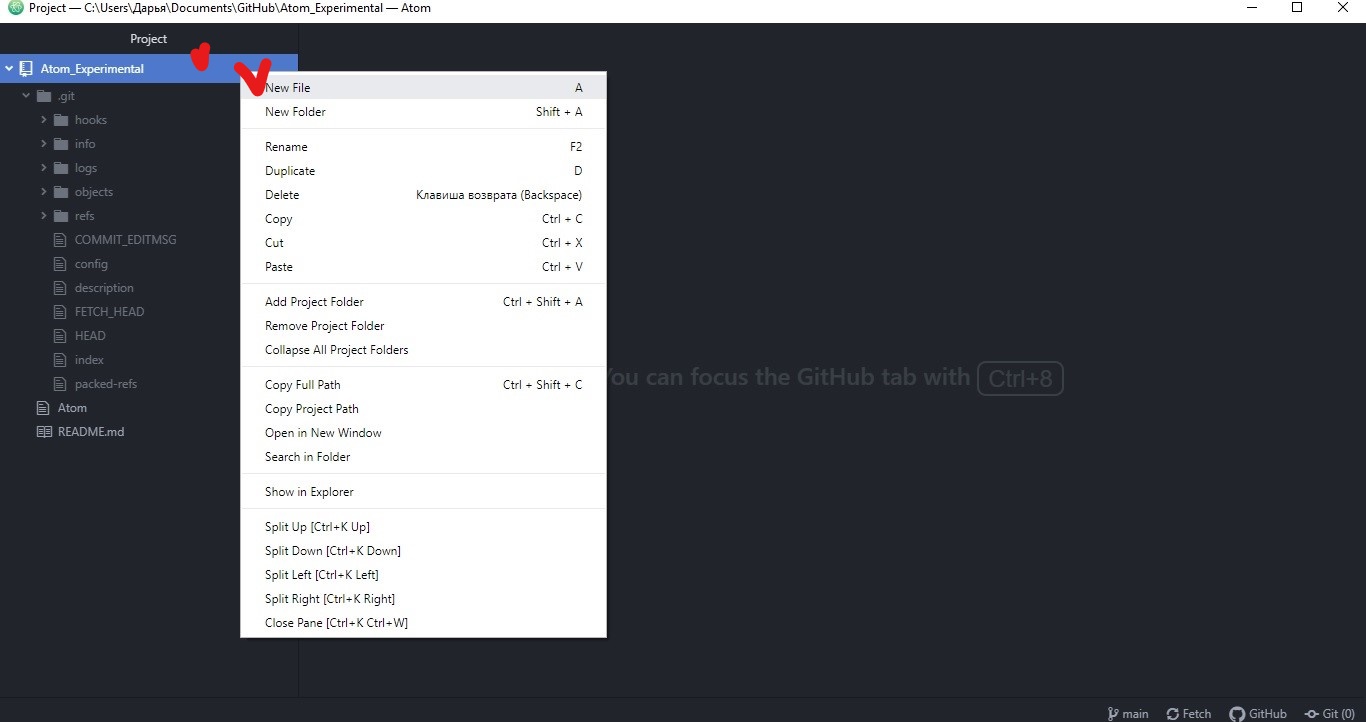 Project — C:\Users\Дарья\Documents\GitHub\Atom_Experimental — Atom
Project
Atom_Experimental
.git
hooks
info
logs
objects
refs
COMMIT_EDITMSG
config
description
FETCH_HEAD
HEAD
index
packed-refs
Atom
README.md
New File A
New Folder Shift + A
Rename F2
Duplicate D
Delete Клавиша возврата (Backspace)
Copy Ctrl + C
Cut Ctrl + X
Paste Ctrl + V
Add Project Folder Ctrl + Shift + A
Remove Project Folder
Collapse All Project Folders
Copy Full Path Ctrl + Shift + C
Copy Project Path
Open in New Window
Search in Folder
Show in Explorer
Split Up [Ctrl+K Up]
Split Down [Ctrl+K Down]
Split Left [Ctrl+K Left]
Split Right [Ctrl+K Right]
Close Pane [Ctrl+K Ctrl+W]
You can focus the GitHub tab with Ctrl+8
main Fetch GitHub Git (0)